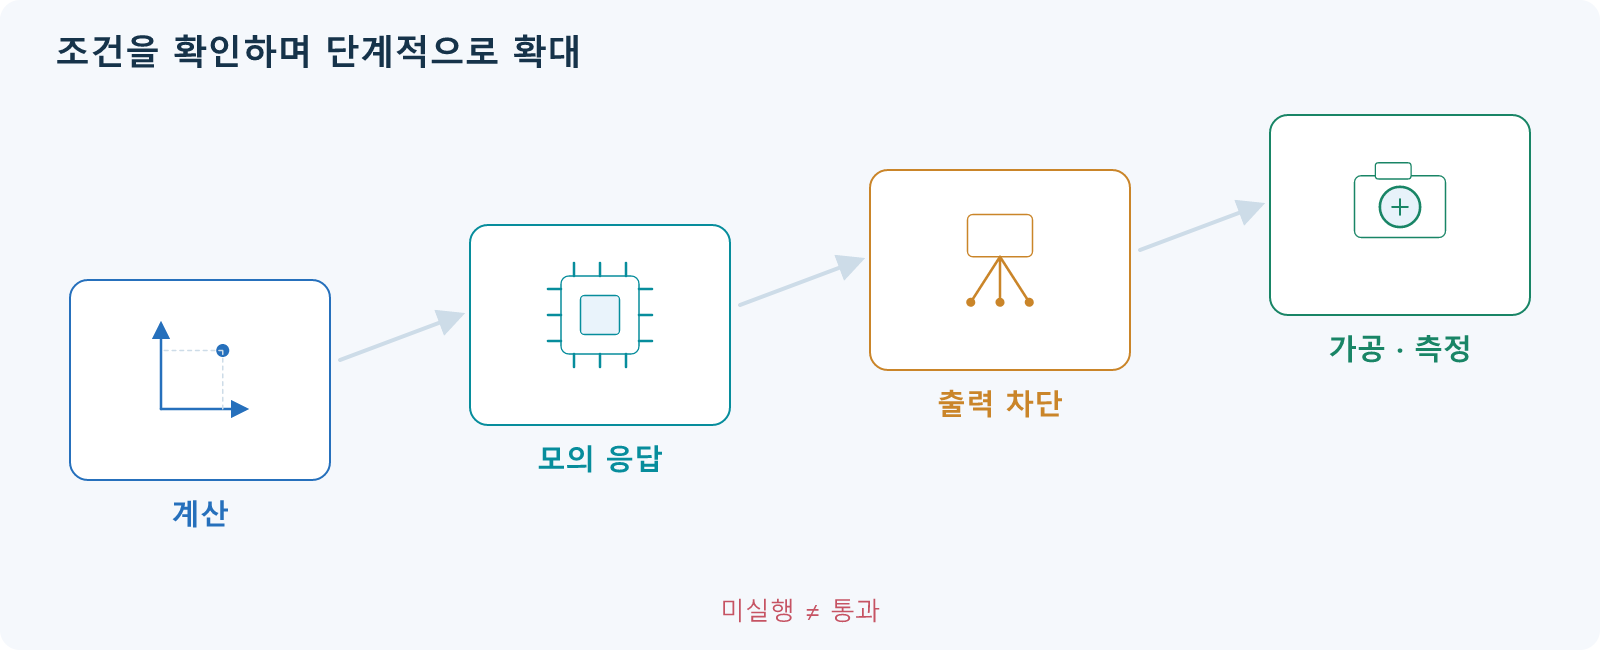 조건을 확인하며 단계적으로 확대
계산
모의 응답
출력 차단
가공 · 측정
미실행 ≠ 통과